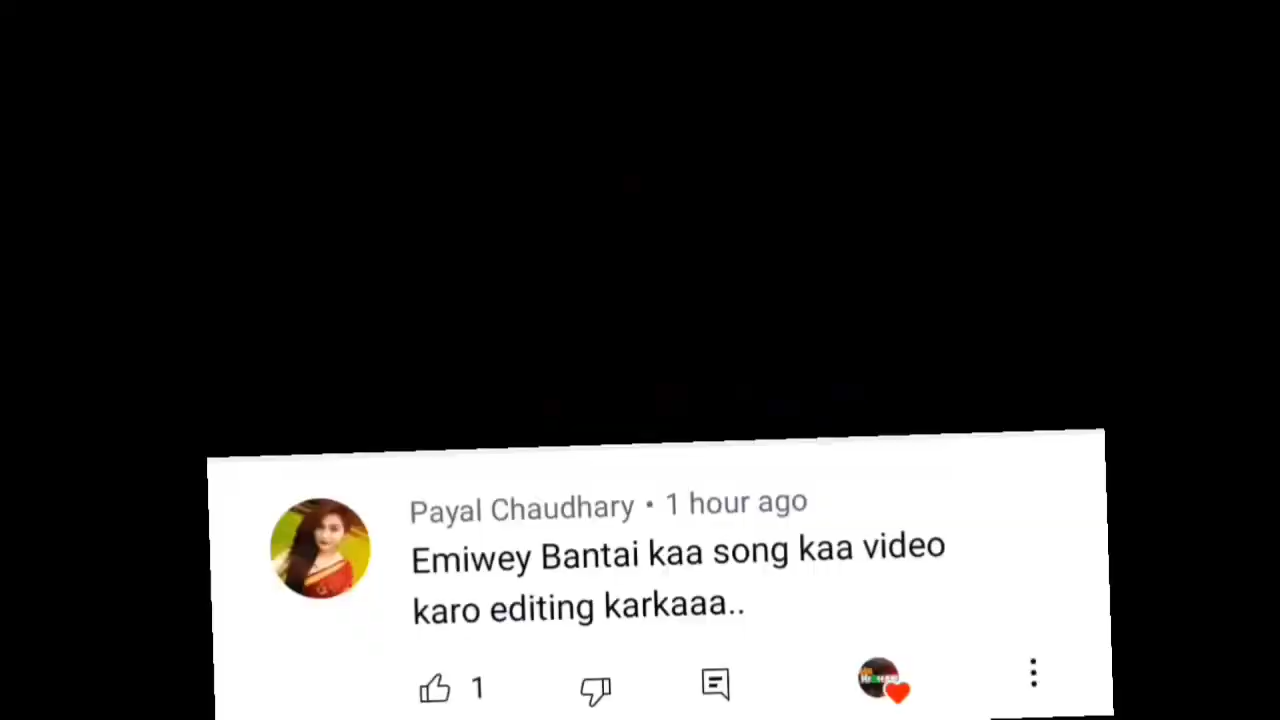 Payal Chaudhary • 1 hour ago
Emiwey Bantai kaa song kaa video
karo editing karkaaa..
1